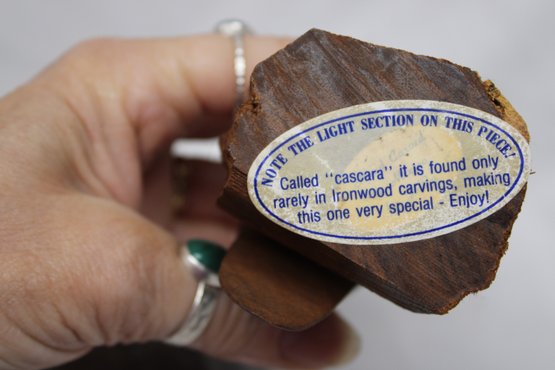 NOTE THE LIGHT SECTION ON THIS PIECE!
Called "cascara" it is found only
rarely in Ironwood carvings, making
this one very special - Enjoy!